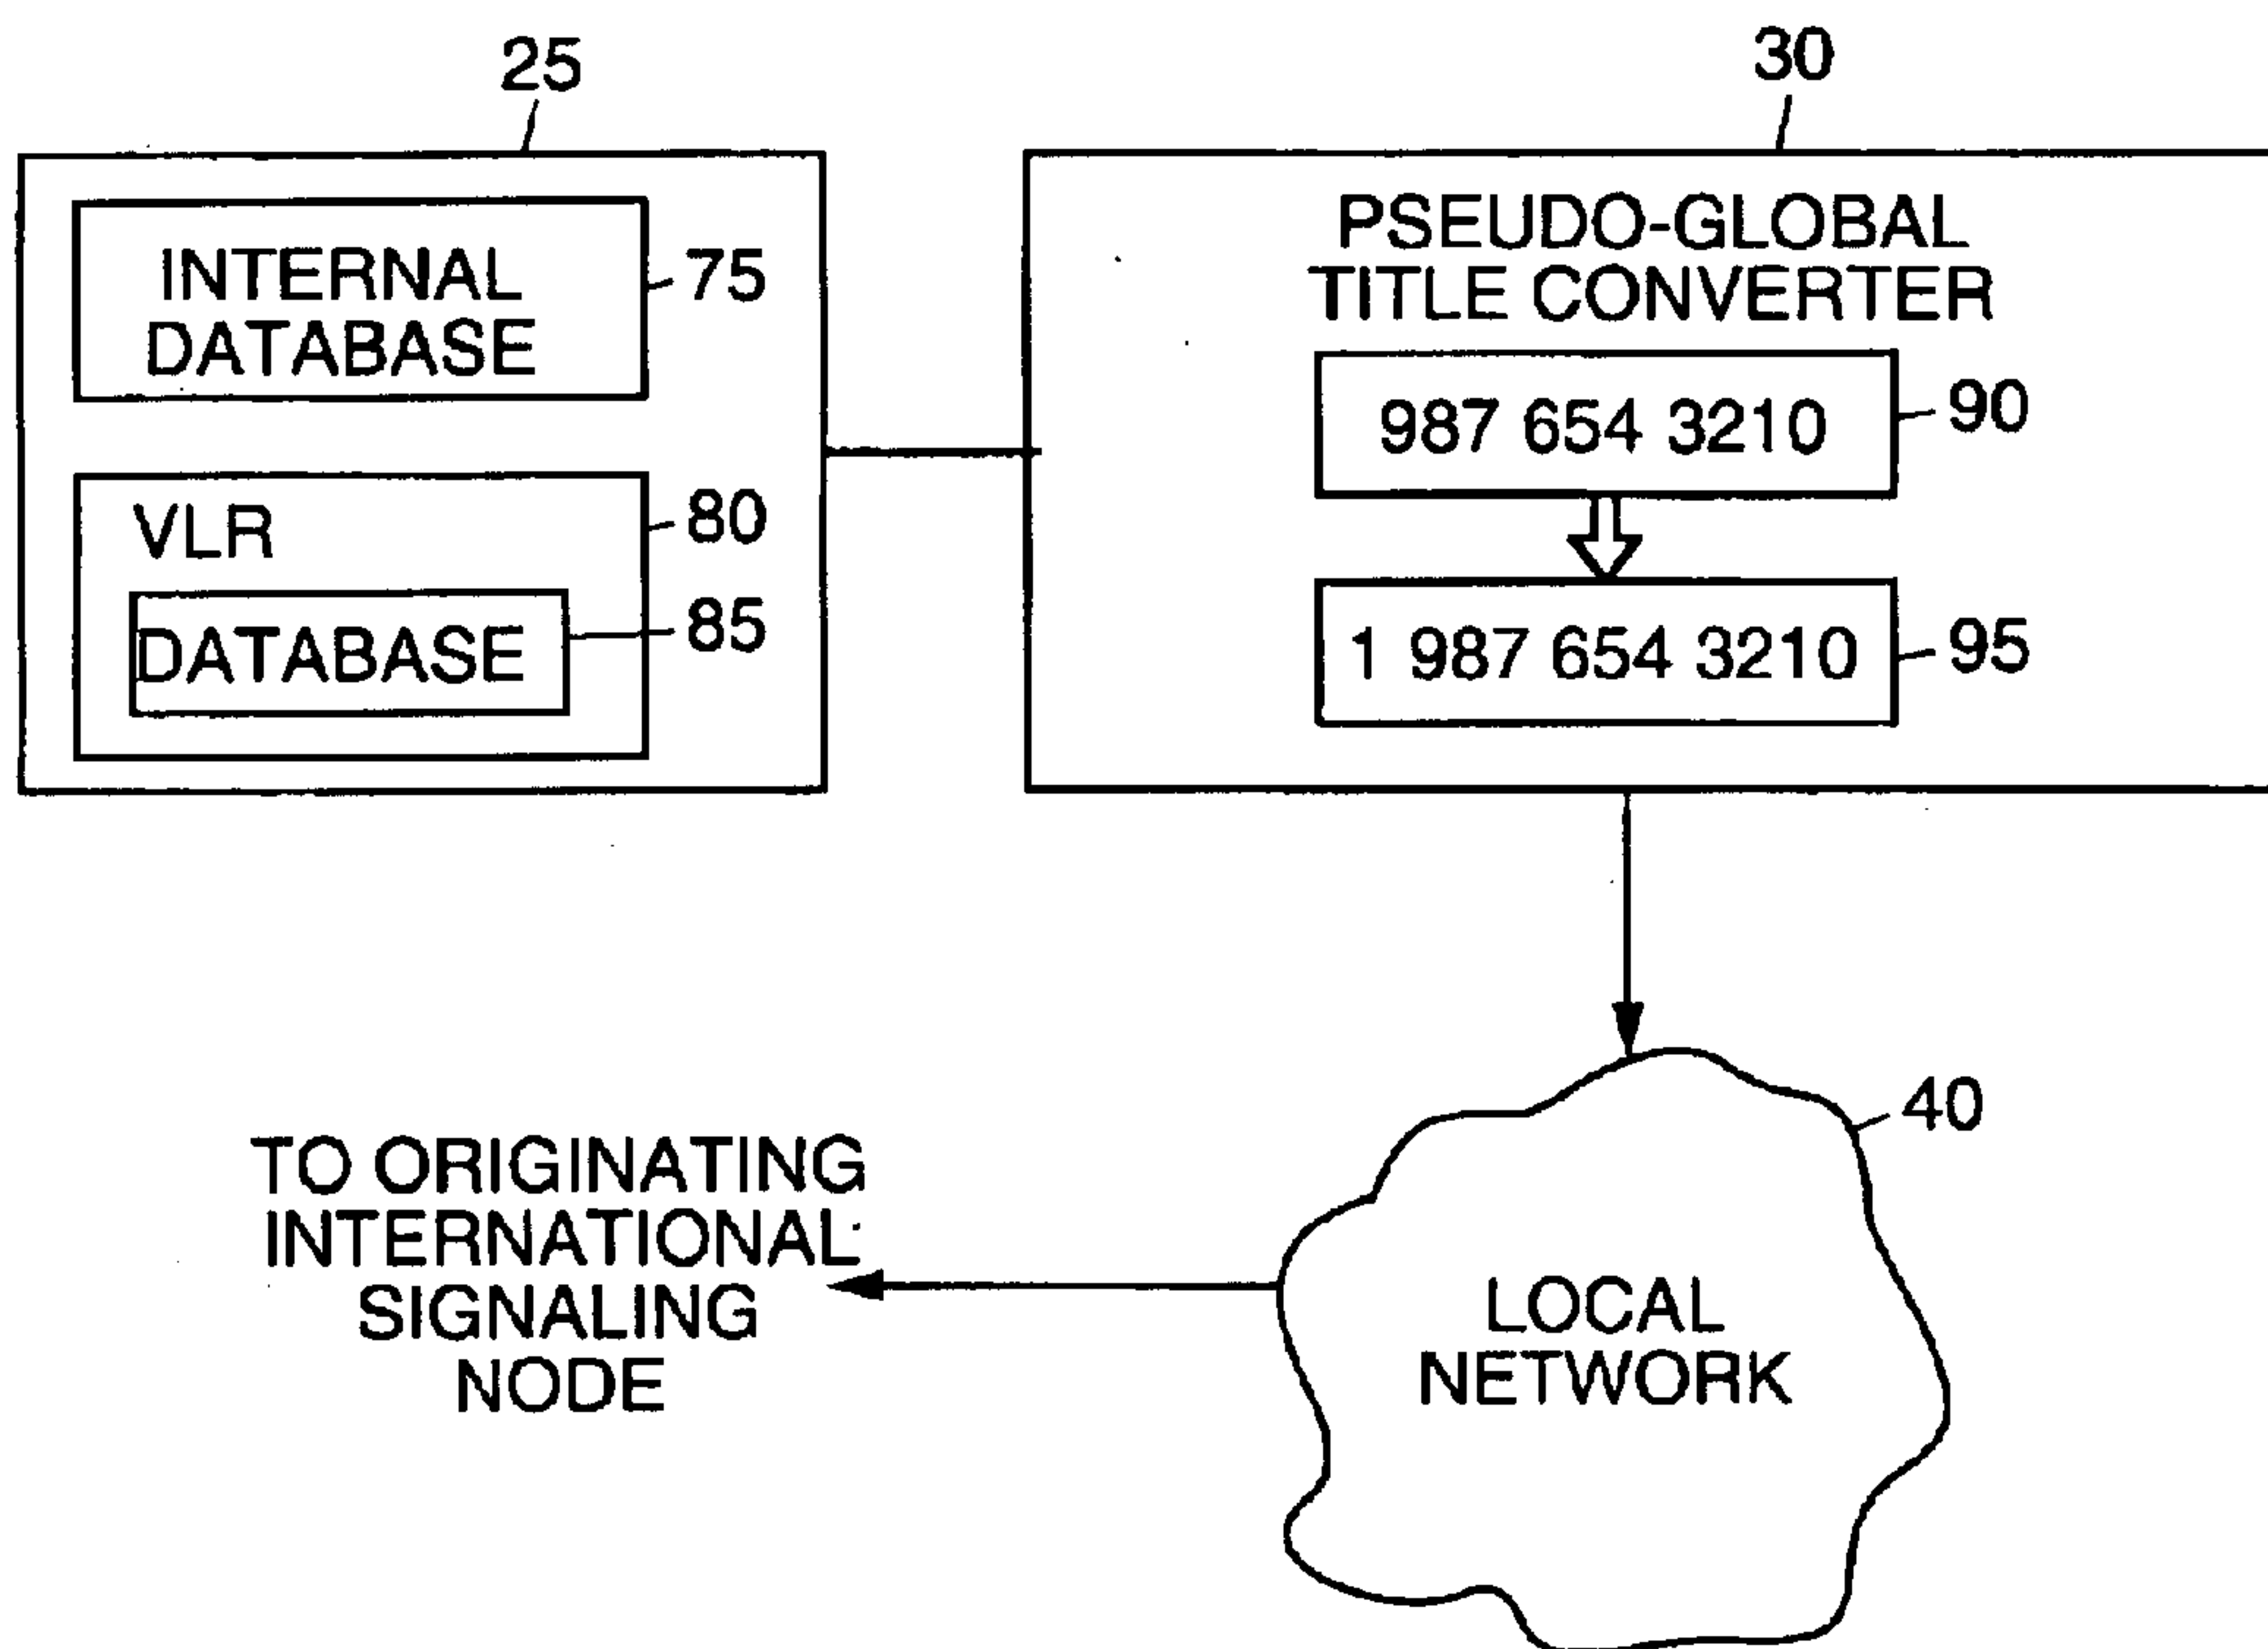 25
INTERNAL
DATABASE
75
VLR
80
DATABASE
85
30
PSEUDO-GLOBAL
TITLE CONVERTER
987 654 3210
90
1 987 654 3210
95
40
LOCAL
NETWORK
TO ORIGINATING
INTERNATIONAL
SIGNALING
NODE